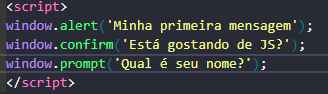 <script>
window.alert('Minha primeira mensagem');
window.confirm('Está gostando de JS?');
window.prompt('Qual é seu nome?');
</script>